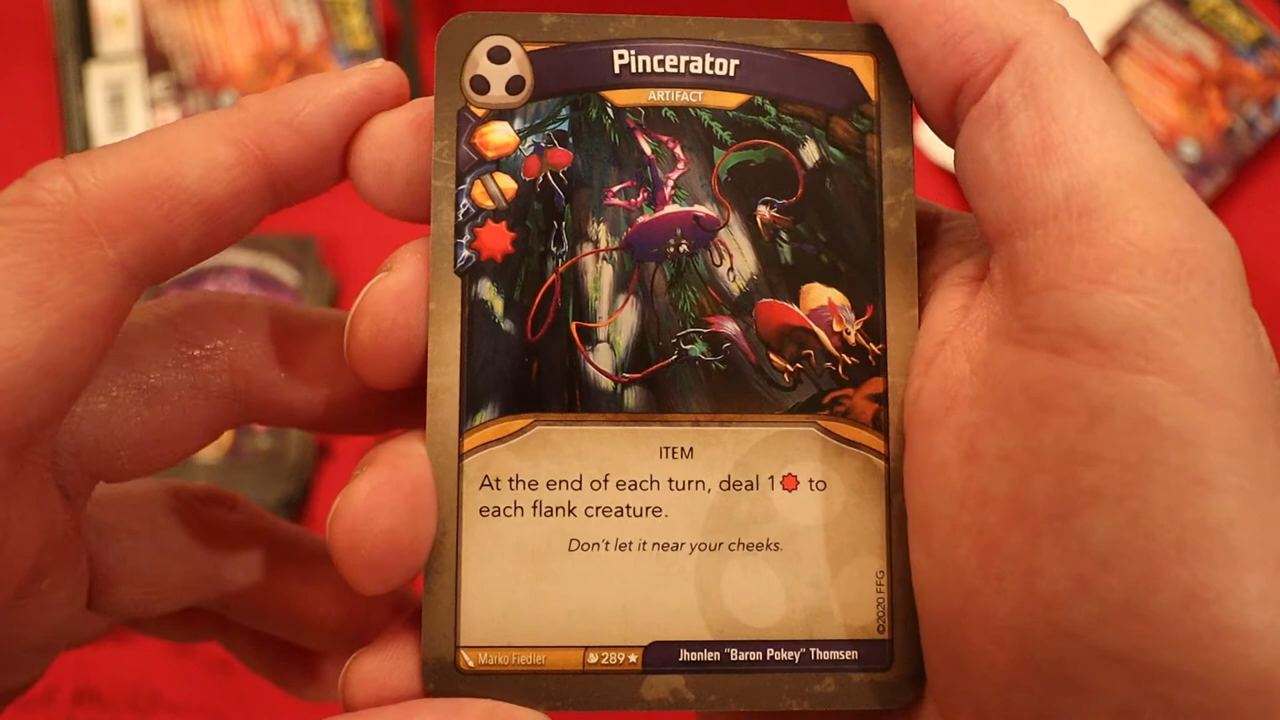 Pincerator
ARTIFACT
ITEM
At the end of each turn, deal 1 to
each flank creature.
Don't let it near your cheeks.
©2020 FFG
Marko Fiedler
289
Jhonlen "Baron Pokey" Thomsen